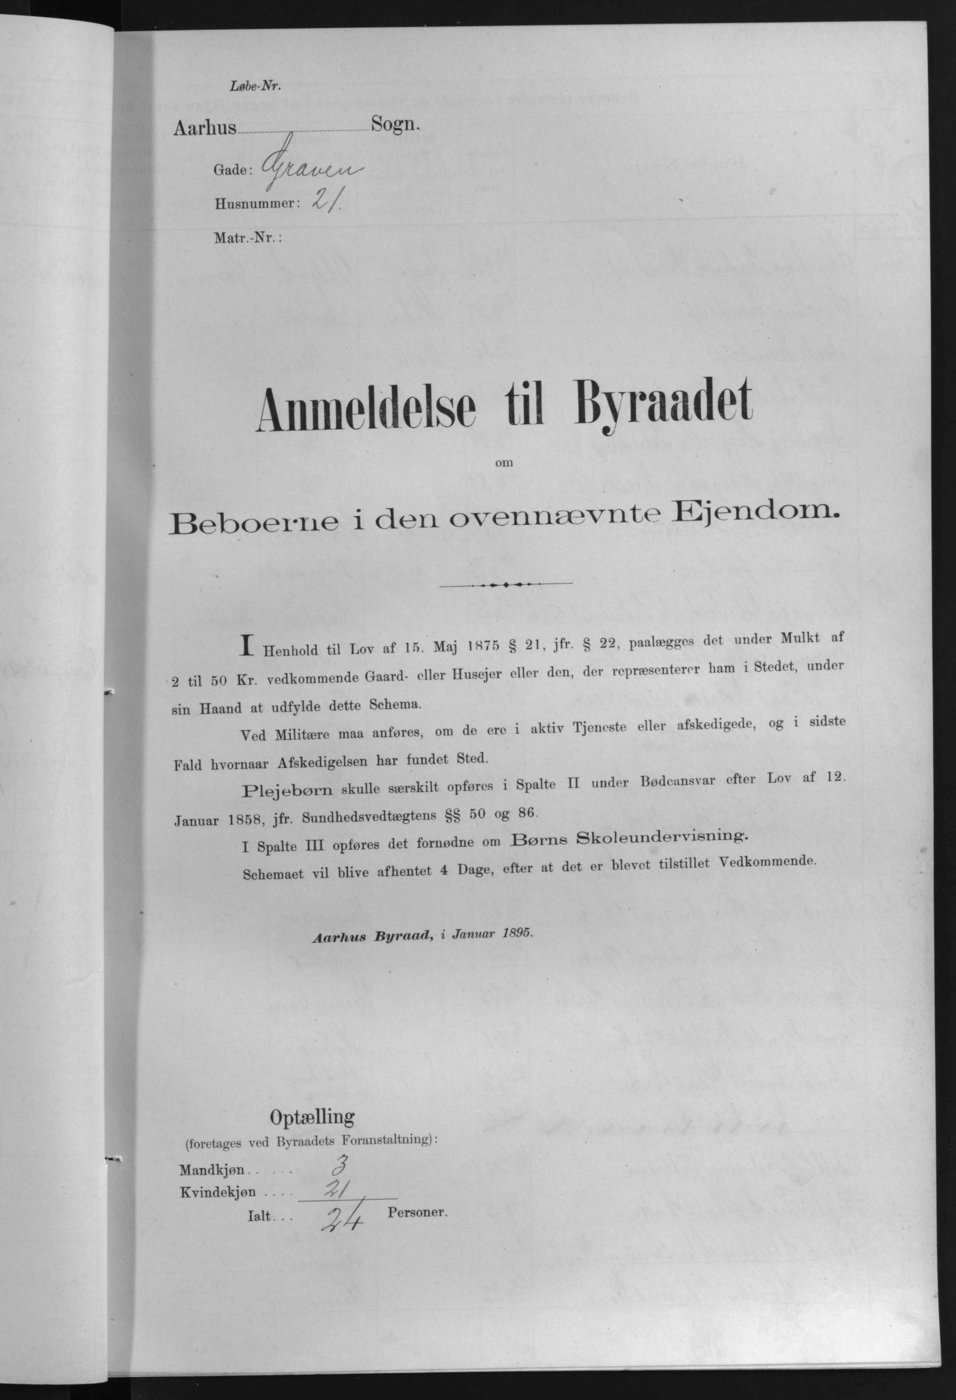 Løbe-Nr.
Aarhus Sogn.
Gade: Graven
Husnummer: 21.
Matr.-Nr.:
Anmeldelse til Byraadet
om
Beboerne i den ovennævnte Ejendom.
I Henhold til Lov af 15. Maj 1875 § 21, jfr. § 22, paalægges det under Mulkt af
2 til 50 Kr. vedkommende Gaard- eller Husejer eller den, der repræsenterer ham i Stedet, under
sin Haand at udfylde dette Schema.
Ved Militære maa anføres, om de ere i aktiv Tjeneste eller afskedigede, og i sidste
Fald hvornaar Afskedigelsen har fundet Sted.
Plejebørn skulle særskilt opføres i Spalte II under Bødeansvar efter Lov af 12.
Januar 1858, jfr. Sundhedsvedtægtens §§ 50 og 86.
I Spalte III opføres det fornødne om Børns Skoleundervisning.
Schemaet vil blive afhentet 4 Dage, efter at det er blevet tilstillet Vedkommende.
Aarhus Byraad, i Januar 1895.
Optælling
(foretages ved Byraadets Foranstaltning):
Mandkjøn...... 3
Kvindekjøn.... 21
Ialt... 24 Personer.